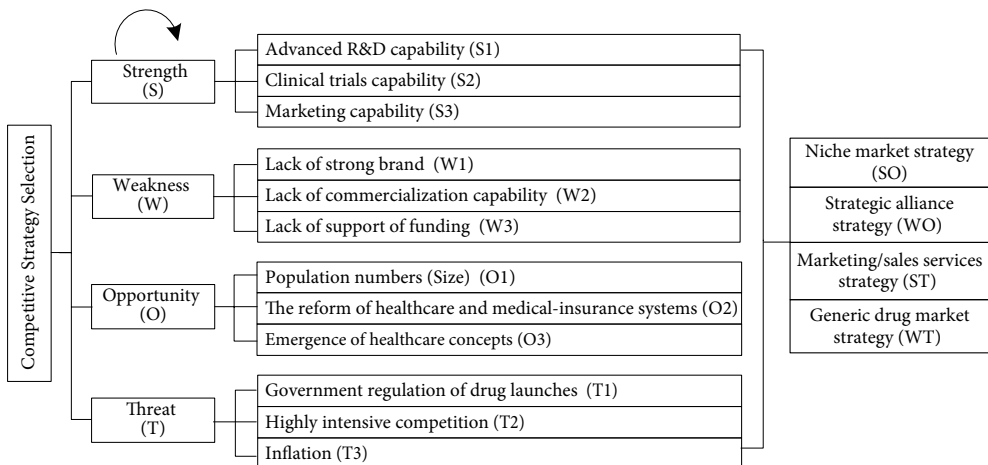 Competitive Strategy Selection
Strength
(S)
Advanced R&D capability (S1)
Clinical trials capability (S2)
Marketing capability (S3)
Weakness
(W)
Lack of strong brand (W1)
Lack of commercialization capability (W2)
Lack of support of funding (W3)
Opportunity
(O)
Population numbers (Size) (O1)
The reform of healthcare and medical-insurance systems (O2)
Emergence of healthcare concepts (O3)
Threat
(T)
Government regulation of drug launches (T1)
Highly intensive competition (T2)
Inflation (T3)
Niche market strategy
(SO)
Strategic alliance
strategy (WO)
Marketing/sales services
strategy (ST)
Generic drug market
strategy (WT)